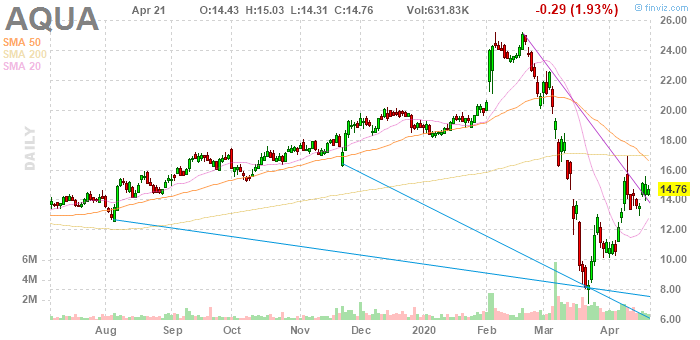 AQUA Apr 21 O:14.43 H:15.03 L:14.31 C:14.76 Vol:631.83K -0.29 (1.93%) © finviz.com
SMA 50
SMA 200
SMA 20
DAILY
26.00
24.00
22.00
20.00
18.00
16.00
14.76
14.00
12.00
10.00
8.00
6.00
6M
4M
2M
Aug Sep Oct Nov Dec 2020 Feb Mar Apr